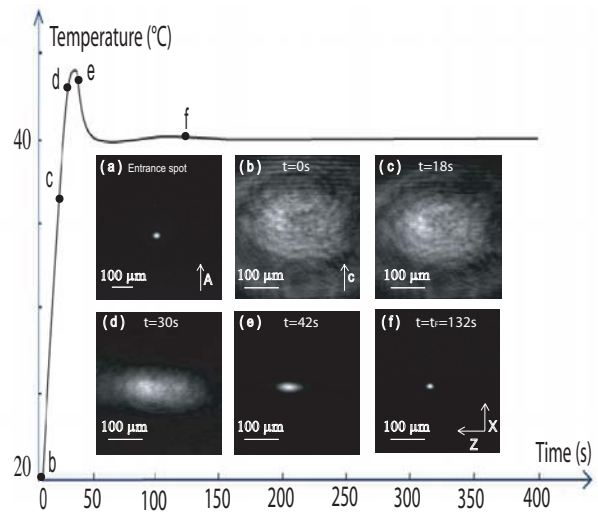 Temperature (°C)
d
e
f
40
c
(a) Entrance spot
100 µm
A
(b) t=0s
100 µm
c
(c) t=18s
100 µm
(d) t=30s
100 µm
(e) t=42s
100 µm
(f) t=tF=132s
100 µm
X
Z
20
b
Time (s)
0 50 100 150 200 250 300 350 400